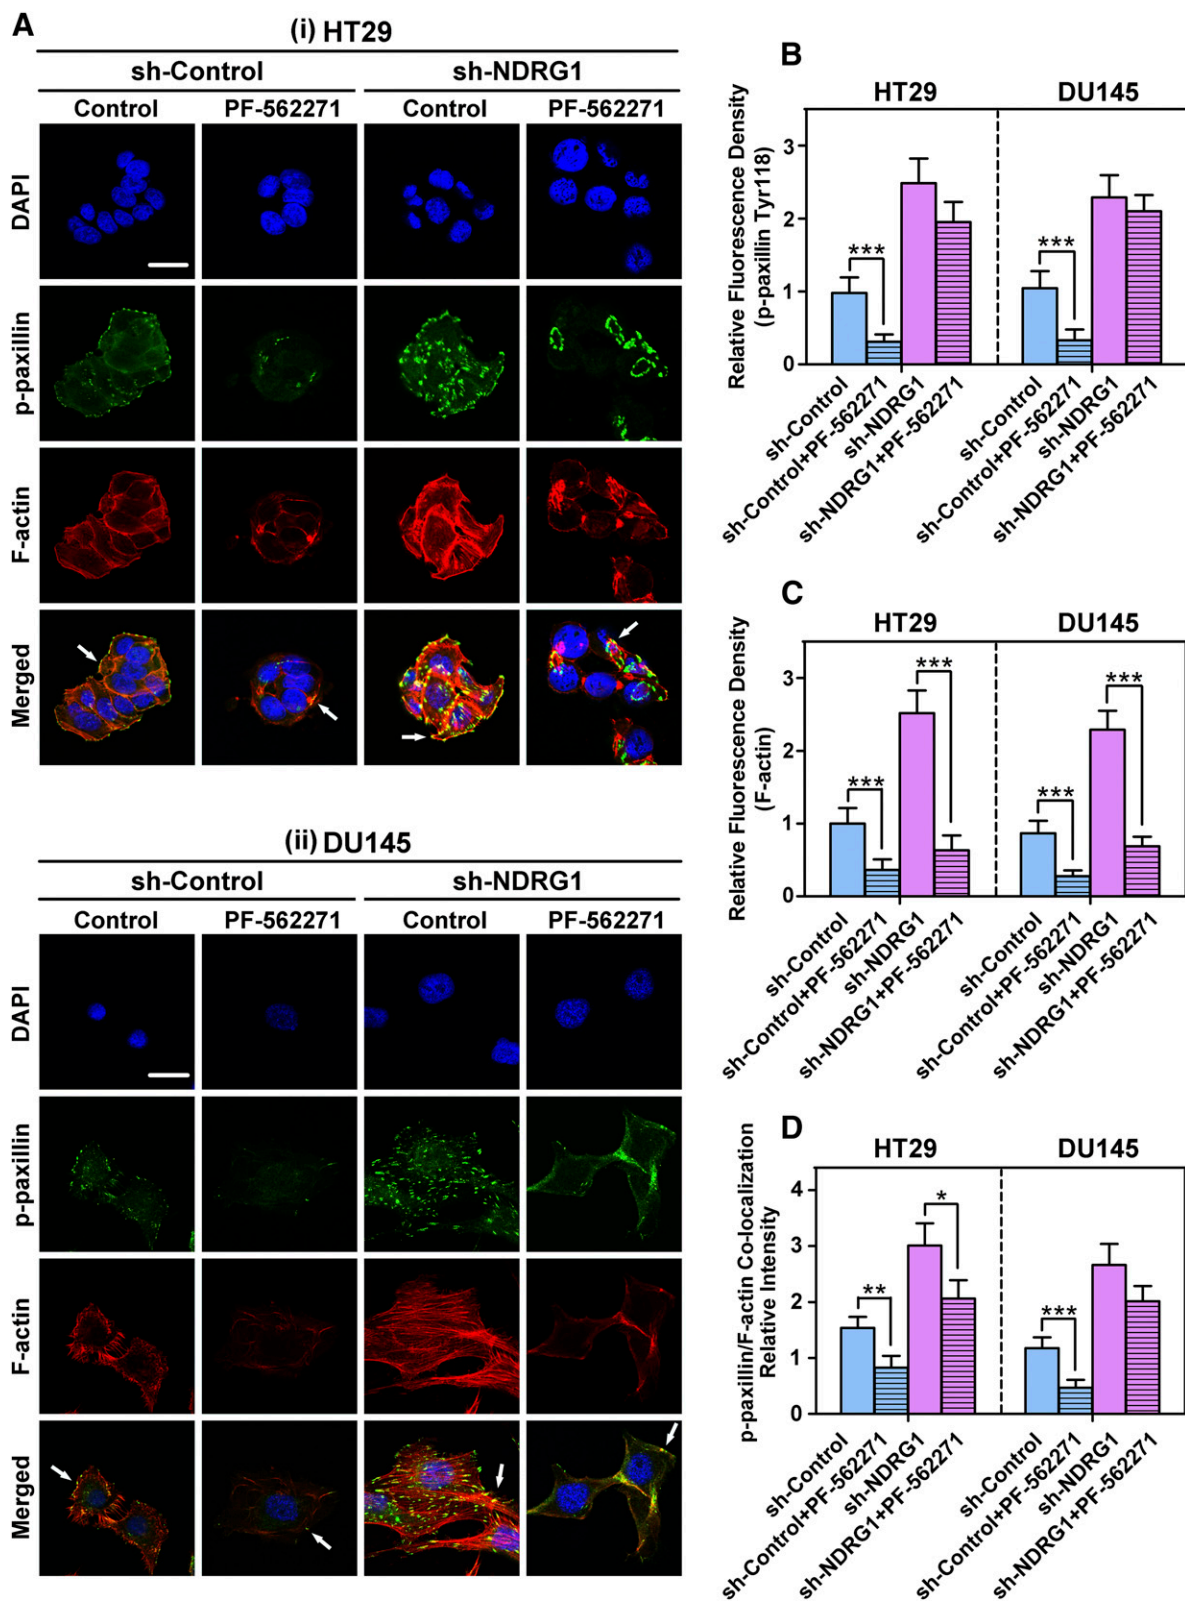 A
(i) HT29
sh-Control sh-NDRG1
Control PF-562271 Control PF-562271
DAPI
p-paxillin
F-actin
Merged
(ii) DU145
sh-Control sh-NDRG1
Control PF-562271 Control PF-562271
DAPI
p-paxillin
F-actin
Merged
B
HT29 DU145
Relative Fluorescence Density
(p-paxillin Tyr118)
3
2
1
0
*** ***
sh-Control
sh-Control+PF-562271
sh-NDRG1
sh-NDRG1+PF-562271
sh-Control
sh-Control+PF-562271
sh-NDRG1
sh-NDRG1+PF-562271
C
HT29 DU145
Relative Fluorescence Density
(F-actin)
3
2
1
0
*** *** *** ***
sh-Control
sh-Control+PF-562271
sh-NDRG1
sh-NDRG1+PF-562271
sh-Control
sh-Control+PF-562271
sh-NDRG1
sh-NDRG1+PF-562271
D
HT29 DU145
p-paxillin/F-actin Co-localization
Relative Intensity
4
3
2
1
0
** * ***
sh-Control
sh-Control+PF-562271
sh-NDRG1
sh-NDRG1+PF-562271
sh-Control
sh-Control+PF-562271
sh-NDRG1
sh-NDRG1+PF-562271